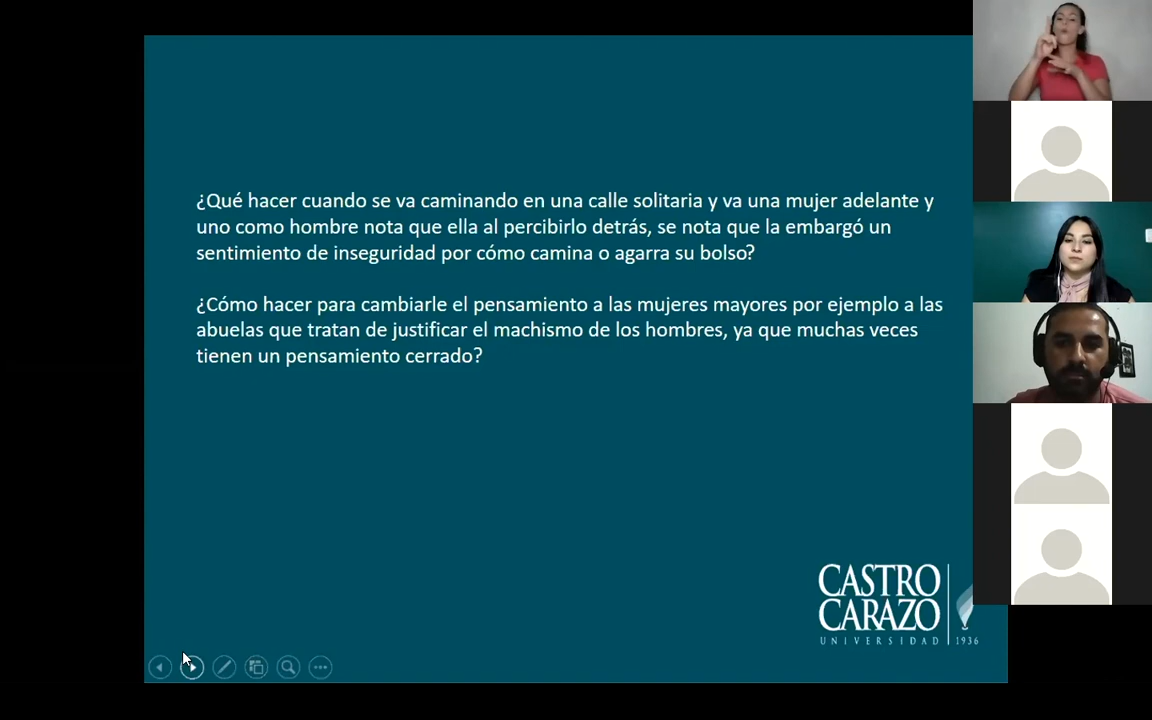 ¿Qué hacer cuando se va caminando en una calle solitaria y va una mujer adelante y
uno como hombre nota que ella al percibirlo detrás, se nota que la embargó un
sentimiento de inseguridad por cómo camina o agarra su bolso?
¿Cómo hacer para cambiarle el pensamiento a las mujeres mayores por ejemplo a las
abuelas que tratan de justificar el machismo de los hombres, ya que muchas veces
tienen un pensamiento cerrado?
CASTRO
CARAZO
UNIVERSIDAD 1936